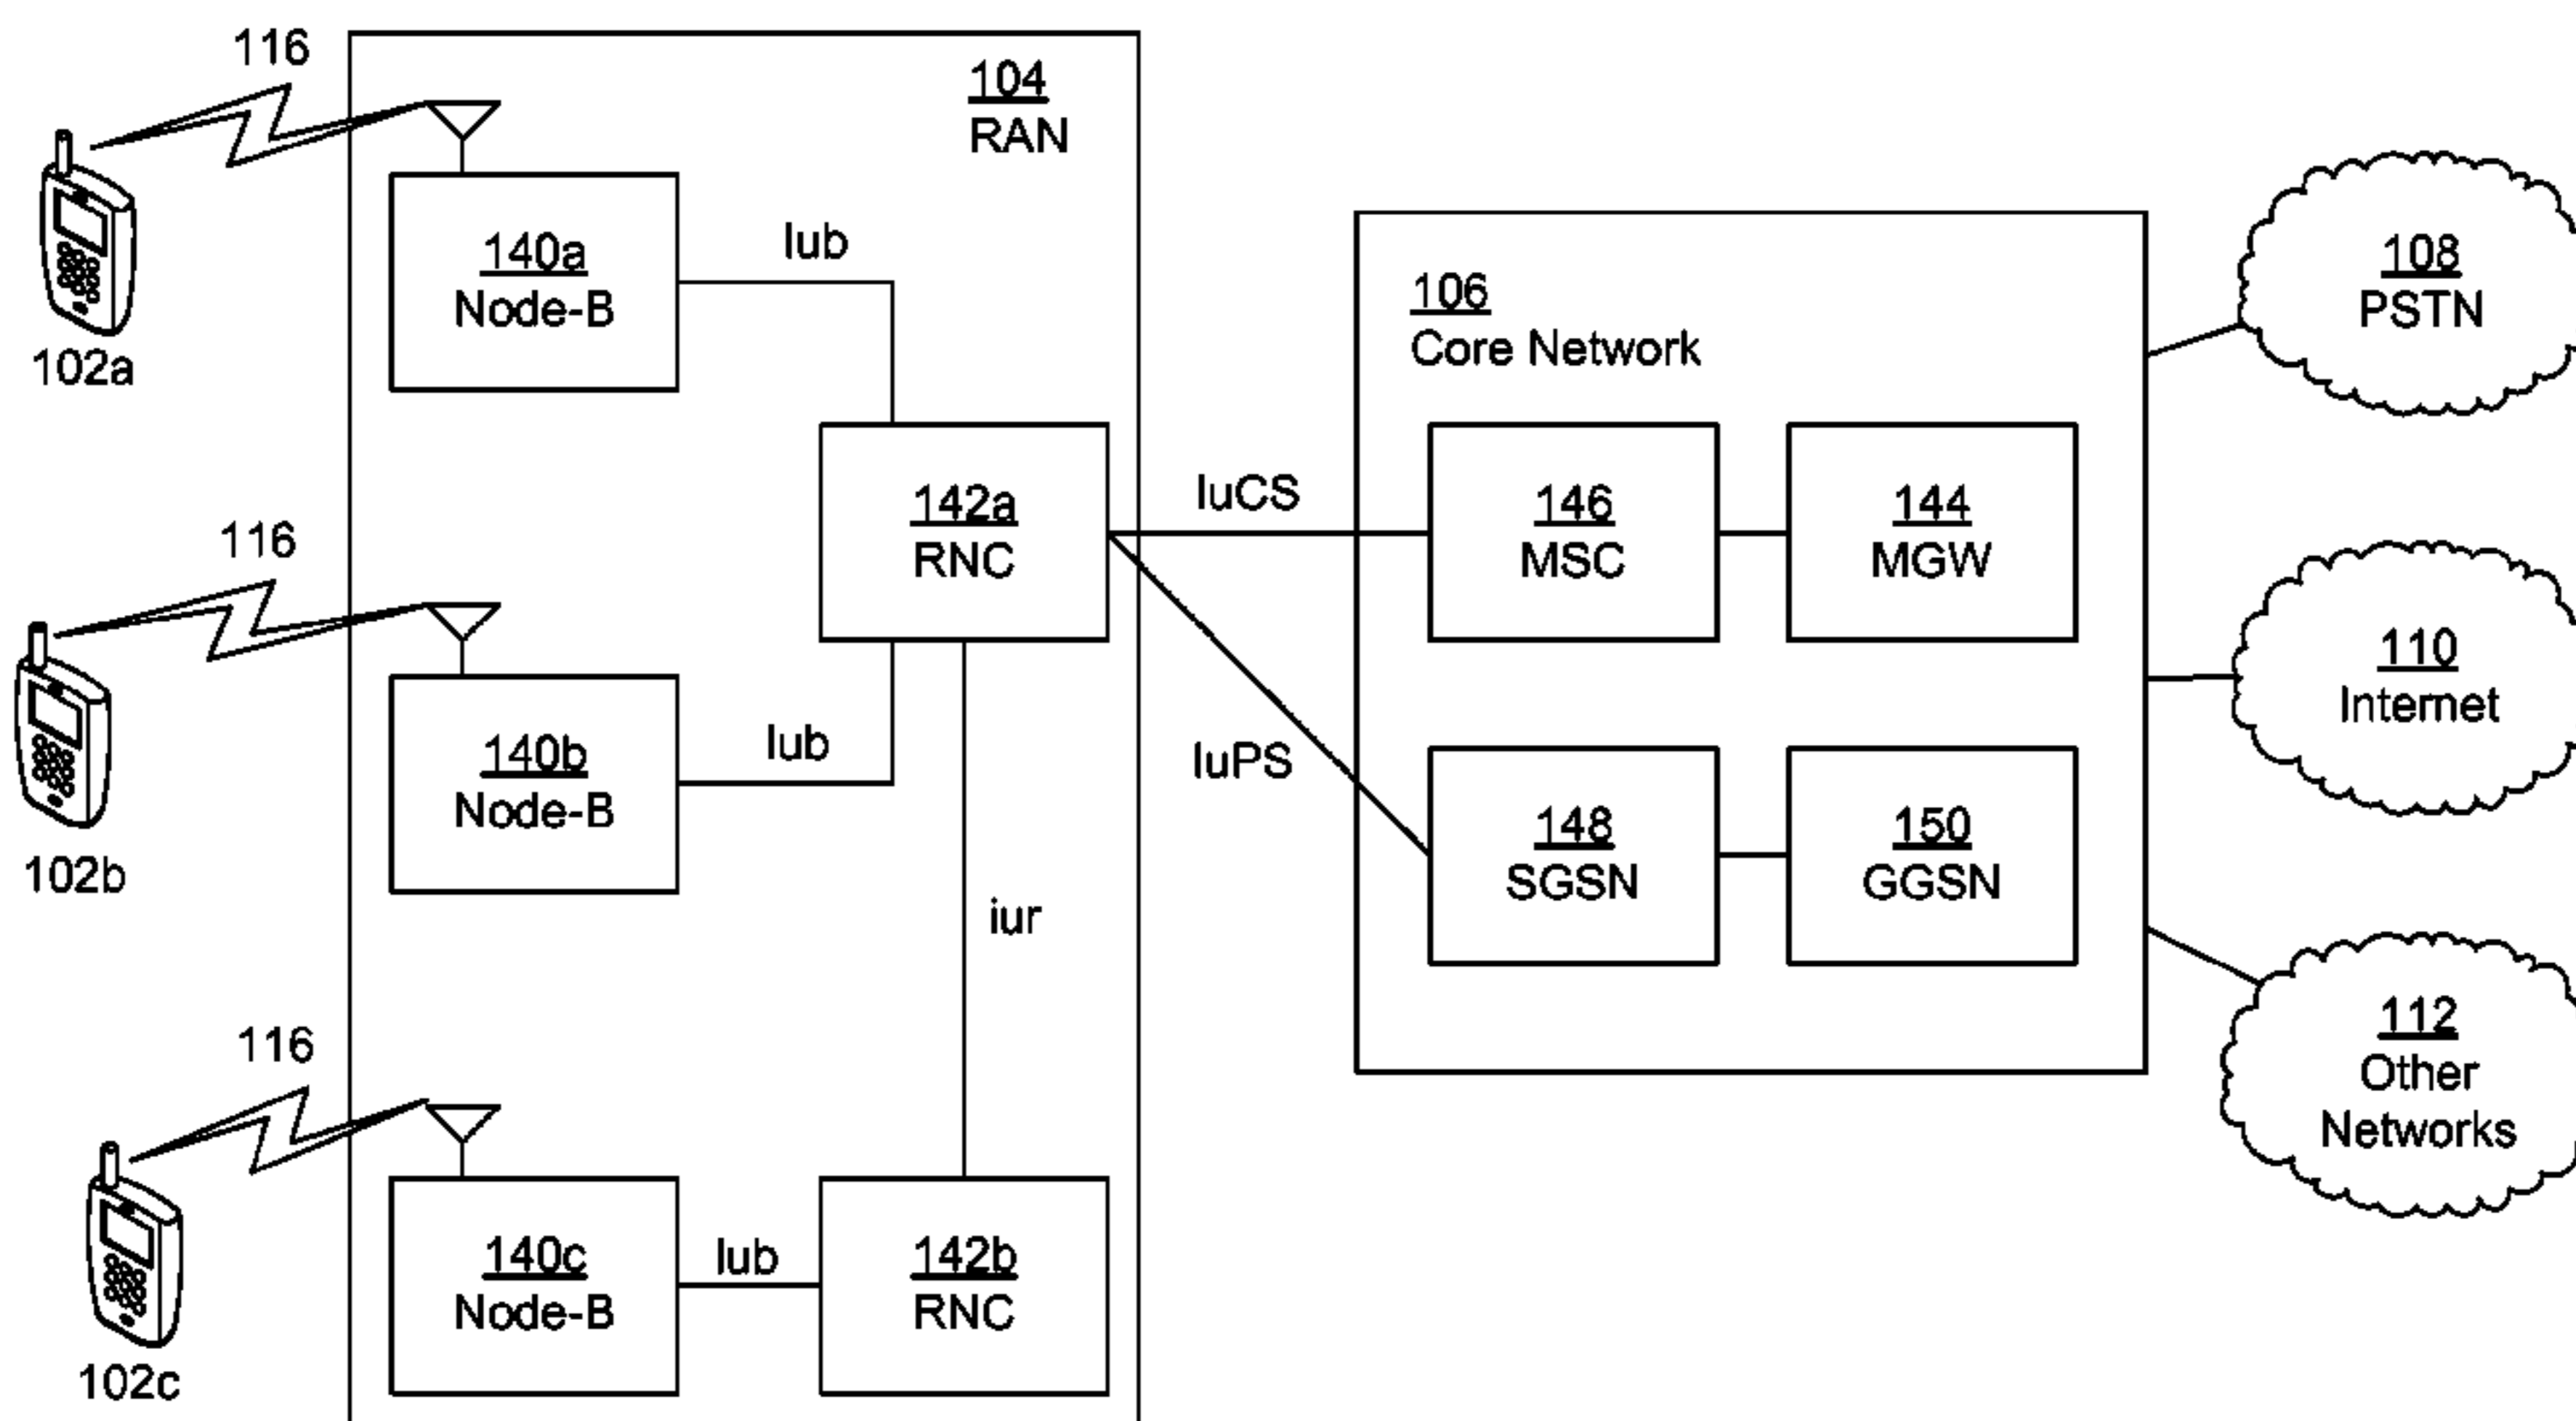 116
104
RAN
102a
140a
Node-B
Iub
142a
RNC
116
102b
140b
Node-B
Iub
iur
116
102c
140c
Node-B
Iub
142b
RNC
IuCS
IuPS
106
Core Network
146
MSC
144
MGW
148
SGSN
150
GGSN
108
PSTN
110
Internet
112
Other
Networks